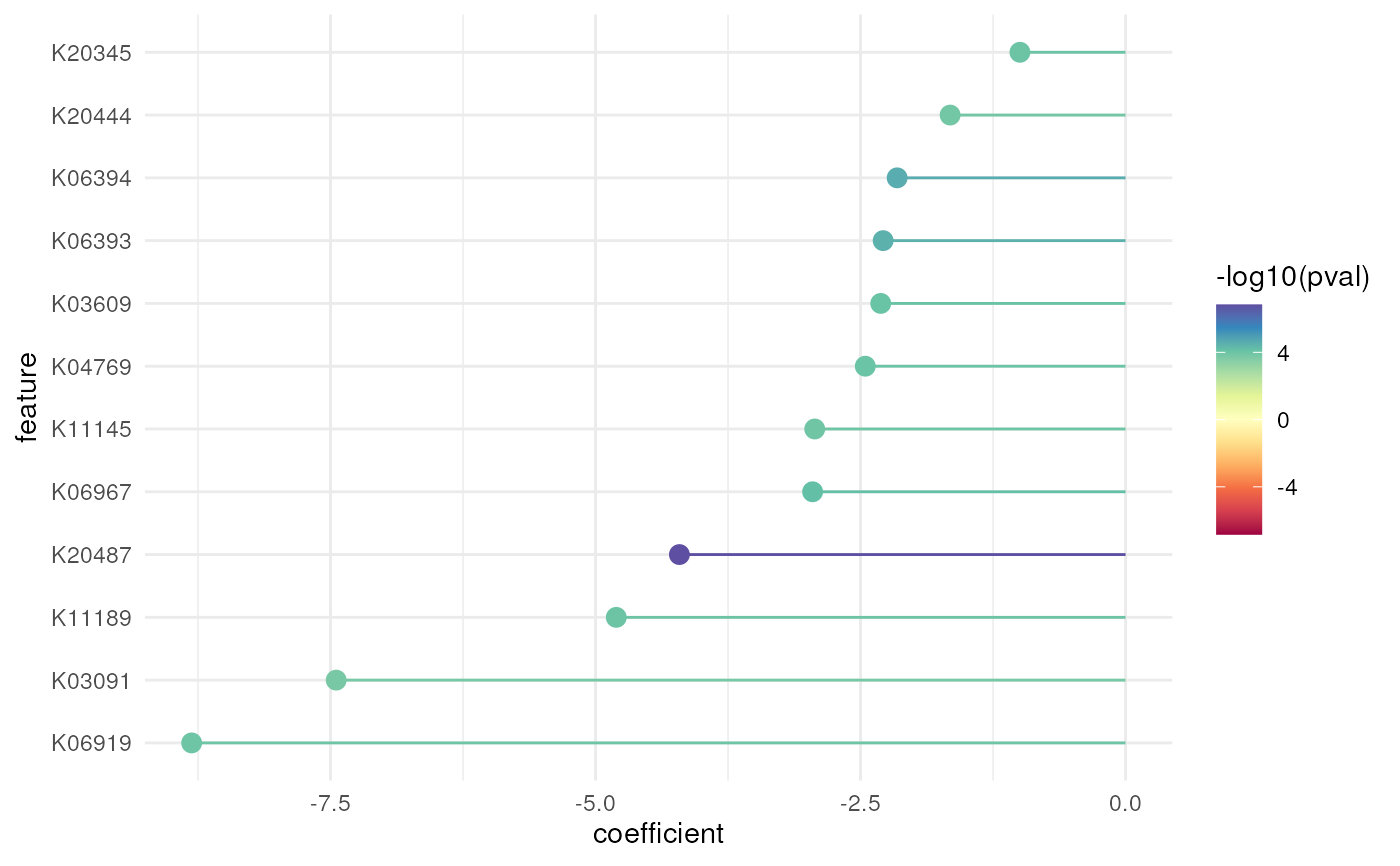 K20345
K20444
K06394
K06393
K03609
K04769
K11145
K06967
K20487
K11189
K03091
K06919
feature
-7.5
-5.0
-2.5
0.0
coefficient
-log10(pval)
4
0
-4